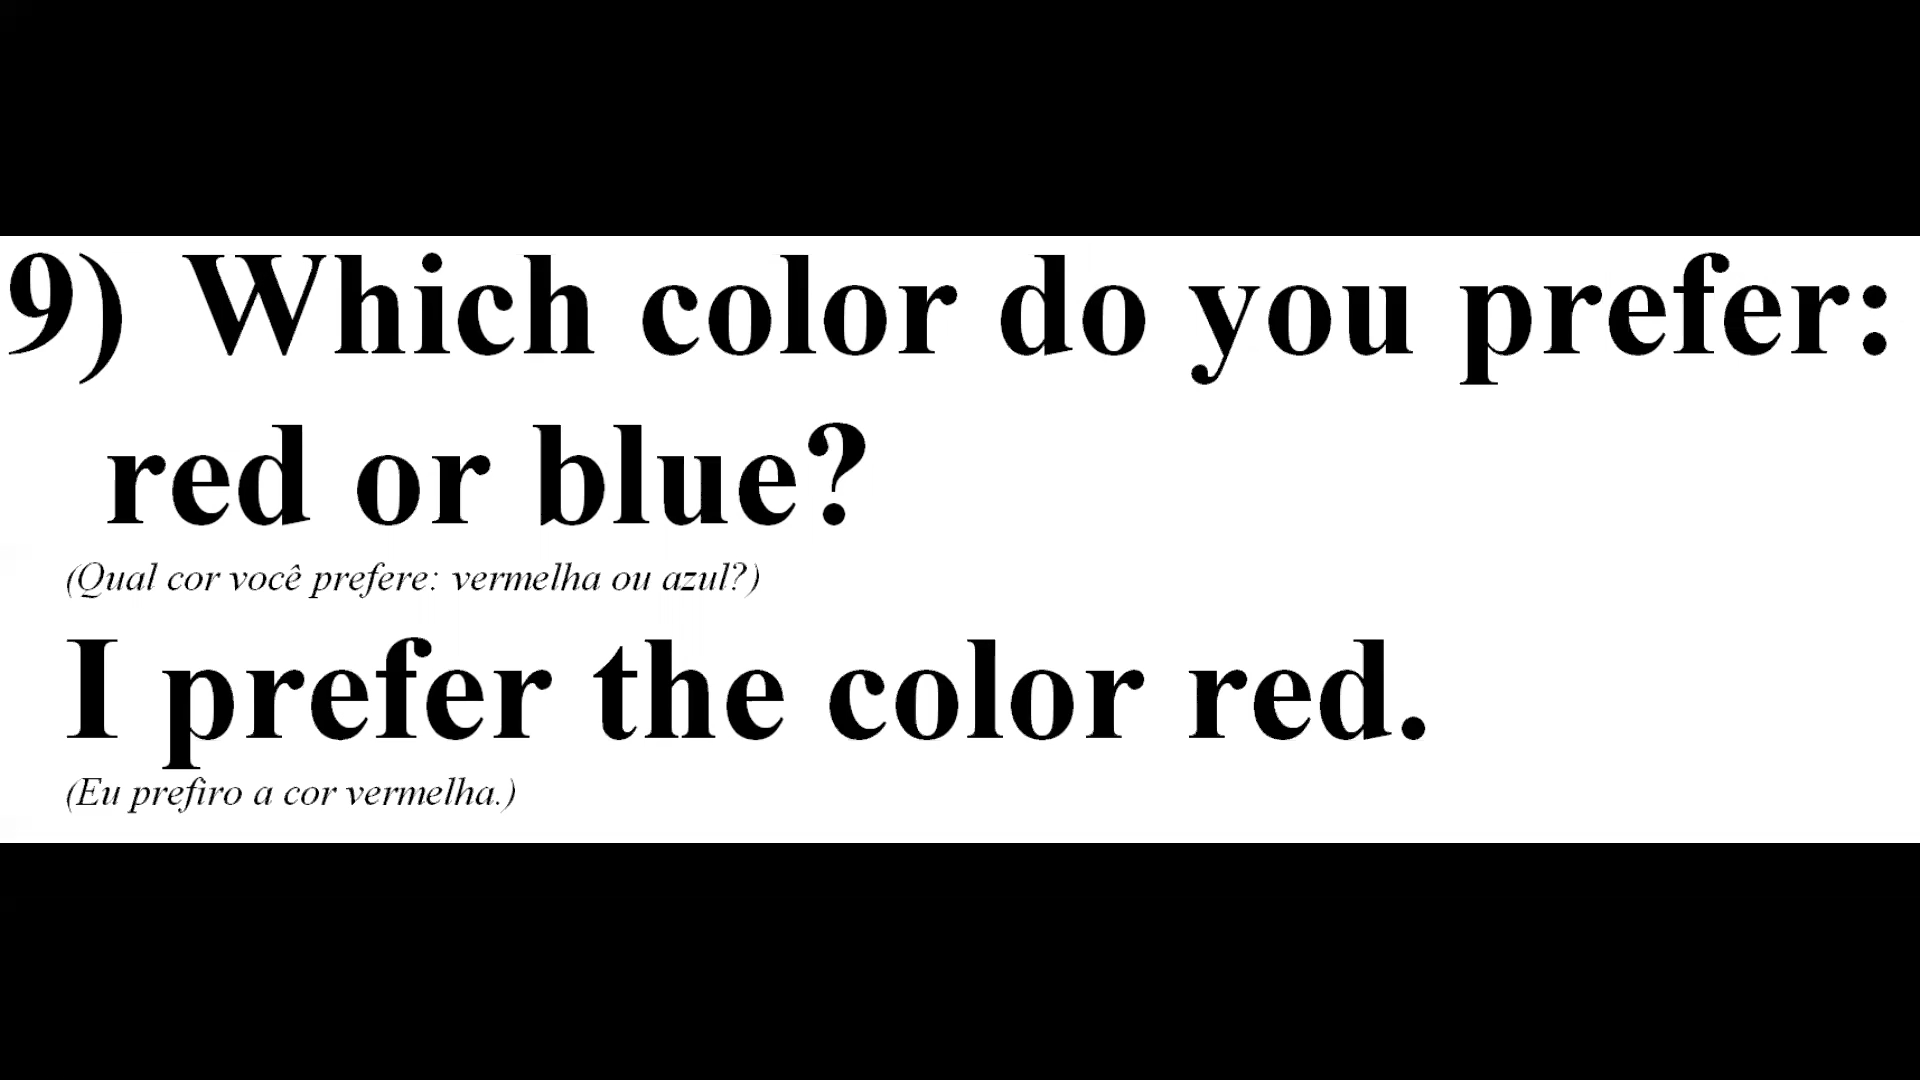 9) Which color do you prefer:
red or blue?
(Qual cor você prefere: vermelha ou azul?)
I prefer the color red.
(Eu prefiro a cor vermelha.)